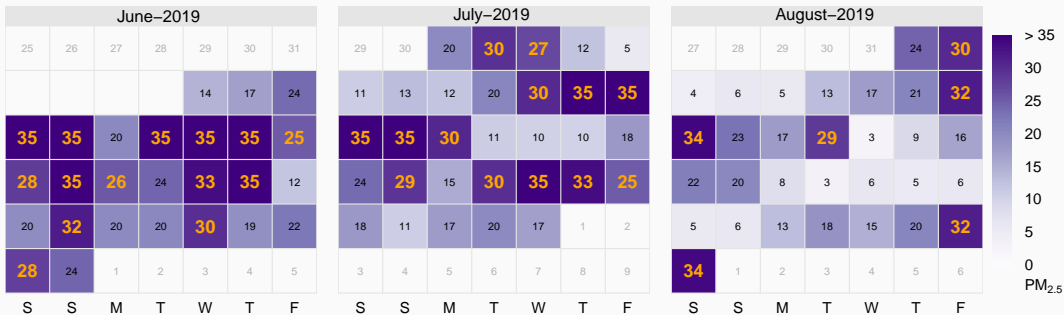 June−2019
25 26 27 28 29 30 31
14 17 24
35 35 20 35 35 35 25
28 35 26 24 33 35 12
20 32 20 20 30 19 22
28 24 1 2 3 4 5
S S M T W T F
July−2019
29 30 20 30 27 12 5
11 13 12 20 30 35 35
35 35 30 11 10 10 18
24 29 15 30 35 33 25
18 11 17 20 17 1 2
3 4 5 6 7 8 9
S S M T W T F
August−2019
27 28 29 30 31 24 30
4 6 5 13 17 21 32
34 23 17 29 3 9 16
22 20 8 3 6 5 6
5 6 13 18 15 20 32
34 1 2 3 4 5 6
S S M T W T F
> 35
30
25
20
15
10
5
0
PM2.5